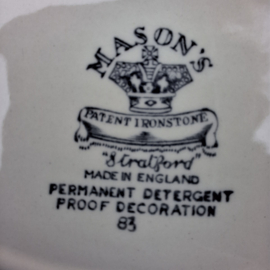 MASON'S
PATENT IRONSTONE
"Stratford"
MADE IN ENGLAND
PERMANENT DETERGENT
PROOF DECORATION
83